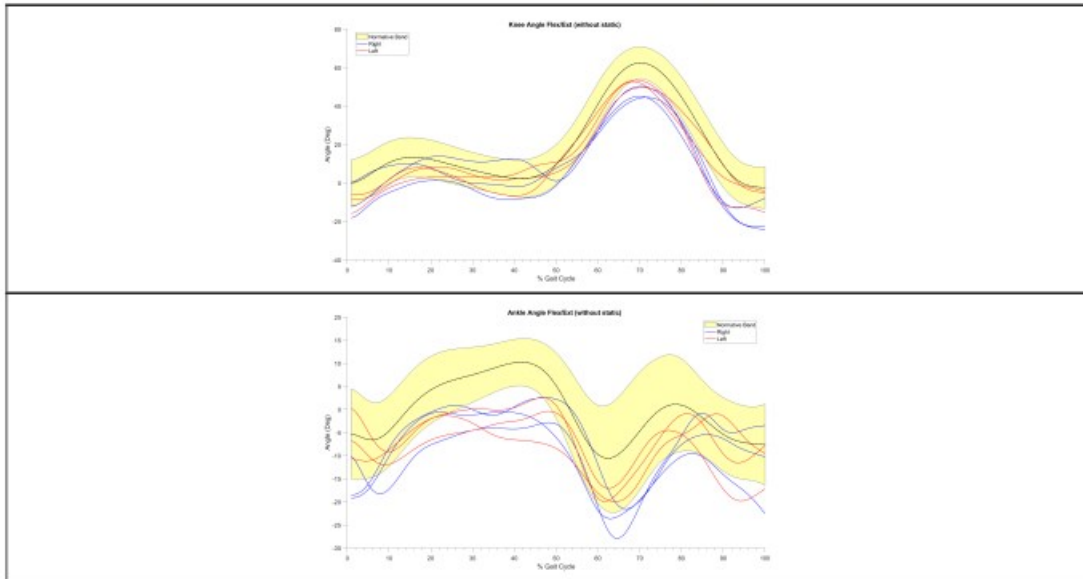 Knee Angle Flex/Ext (without static)
80
60
40
20
0
-20
-40
Angle (Deg)
Normative Band
Right
Left
0 10 20 30 40 50 60 70 80 90 100
% Gait Cycle
Ankle Angle Flex/Ext (without static)
20
15
10
5
0
-5
-10
-15
-20
-25
-30
Angle (Deg)
Normative Band
Right
Left
0 10 20 30 40 50 60 70 80 90 100
% Gait Cycle